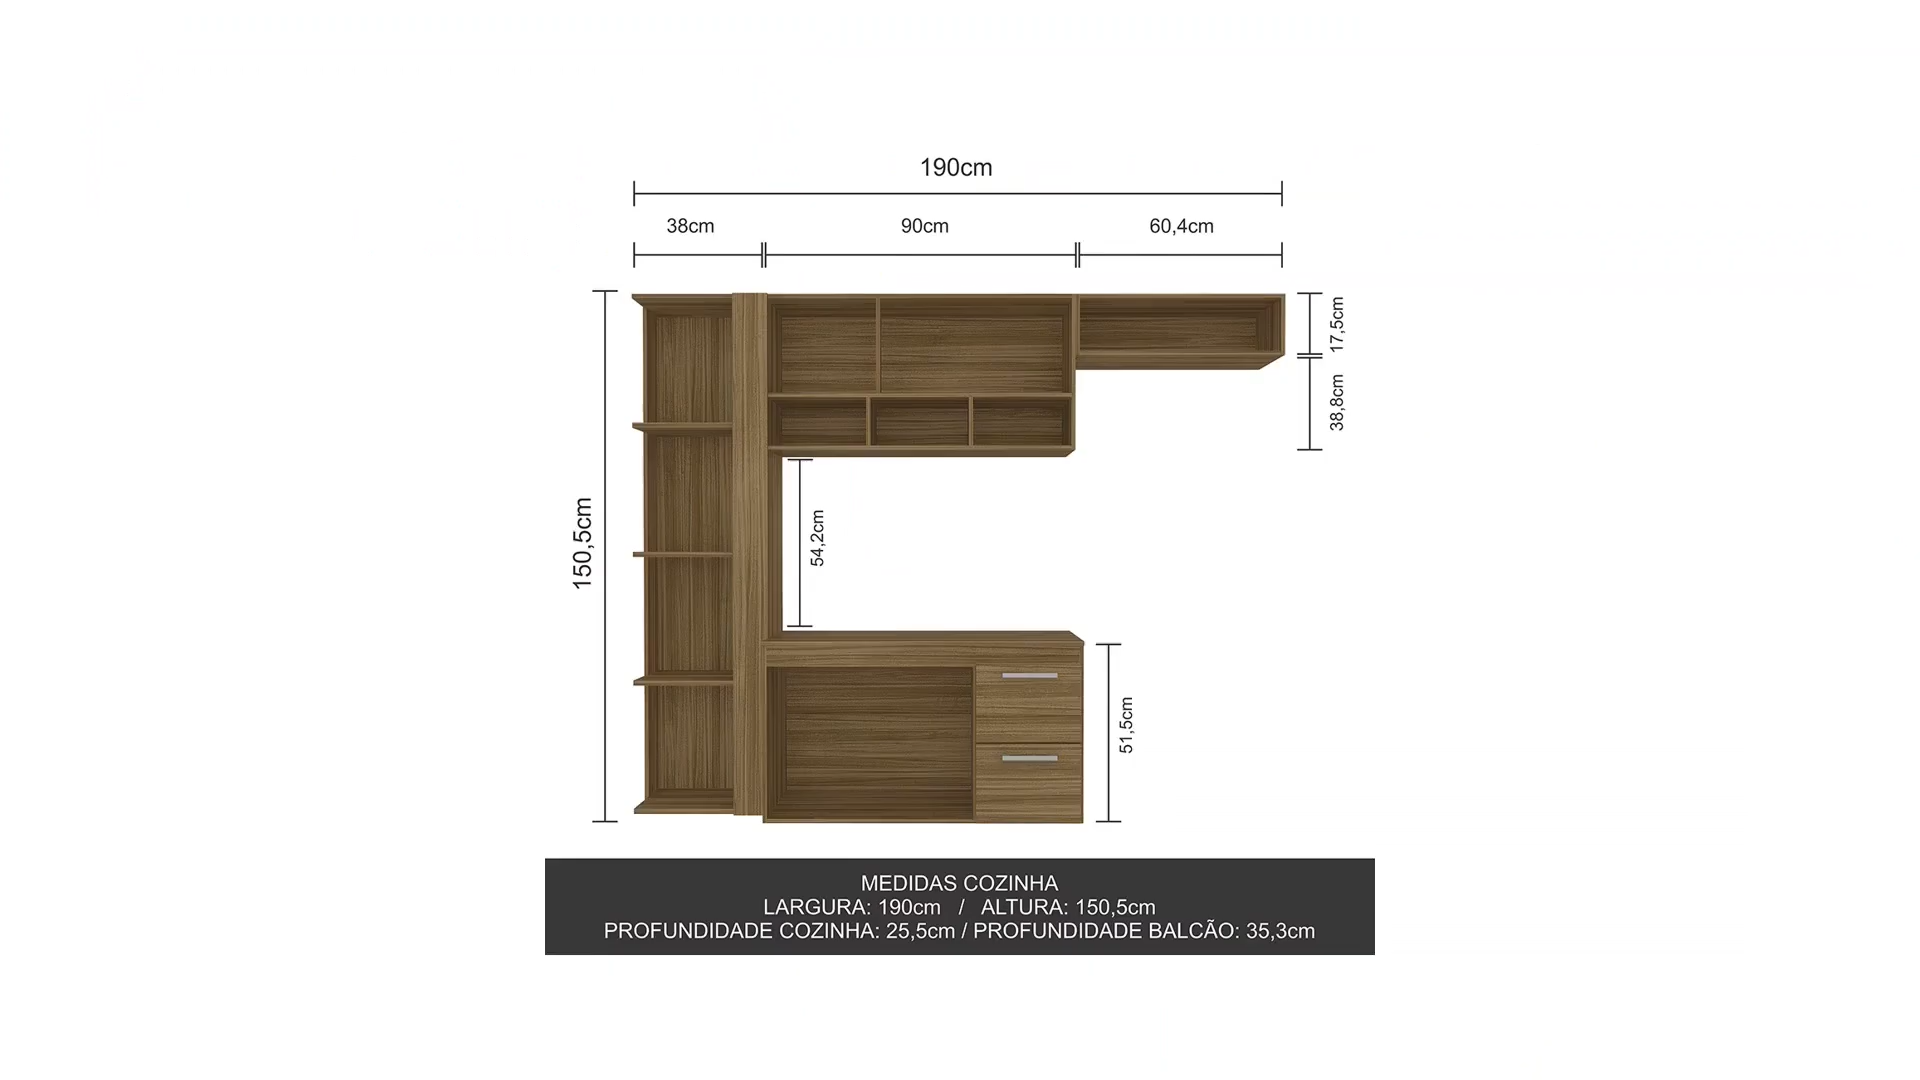 190cm
38cm
90cm
60,4cm
17,5cm
38,8cm
150,5cm
54,2cm
51,5cm
MEDIDAS COZINHA
LARGURA: 190cm / ALTURA: 150,5cm
PROFUNDIDADE COZINHA: 25,5cm / PROFUNDIDADE BALCÃO: 35,3cm